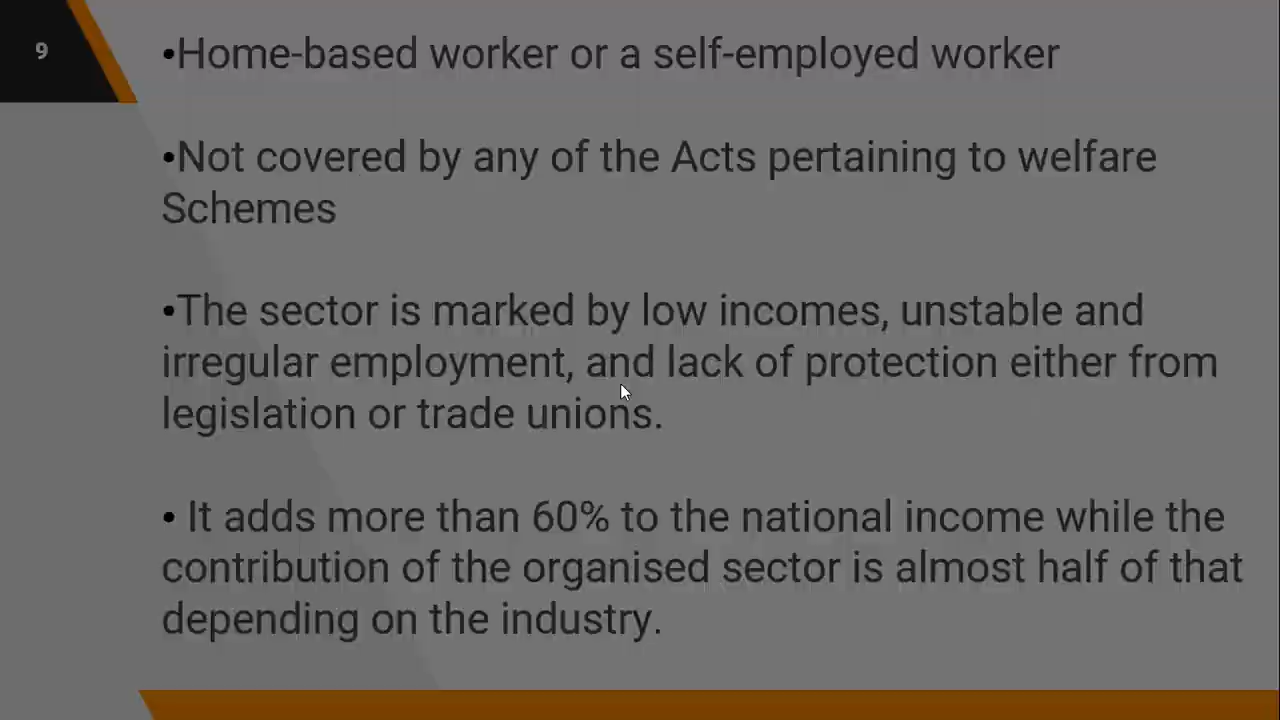 9
•Home-based worker or a self-employed worker
•Not covered by any of the Acts pertaining to welfare
Schemes
•The sector is marked by low incomes, unstable and
irregular employment, and lack of protection either from
legislation or trade unions.
• It adds more than 60% to the national income while the
contribution of the organised sector is almost half of that
depending on the industry.